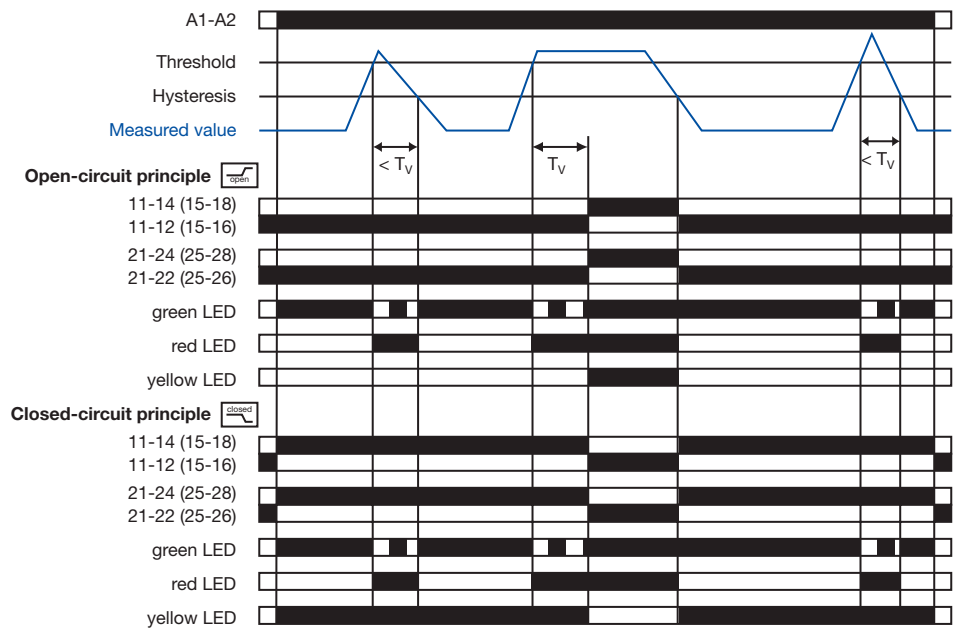 A1-A2
Threshold
Hysteresis
Measured value
< Tv
Tv
< Tv
Open-circuit principle open
11-14 (15-18)
11-12 (15-16)
21-24 (25-28)
21-22 (25-26)
green LED
red LED
yellow LED
Closed-circuit principle closed
11-14 (15-18)
11-12 (15-16)
21-24 (25-28)
21-22 (25-26)
green LED
red LED
yellow LED